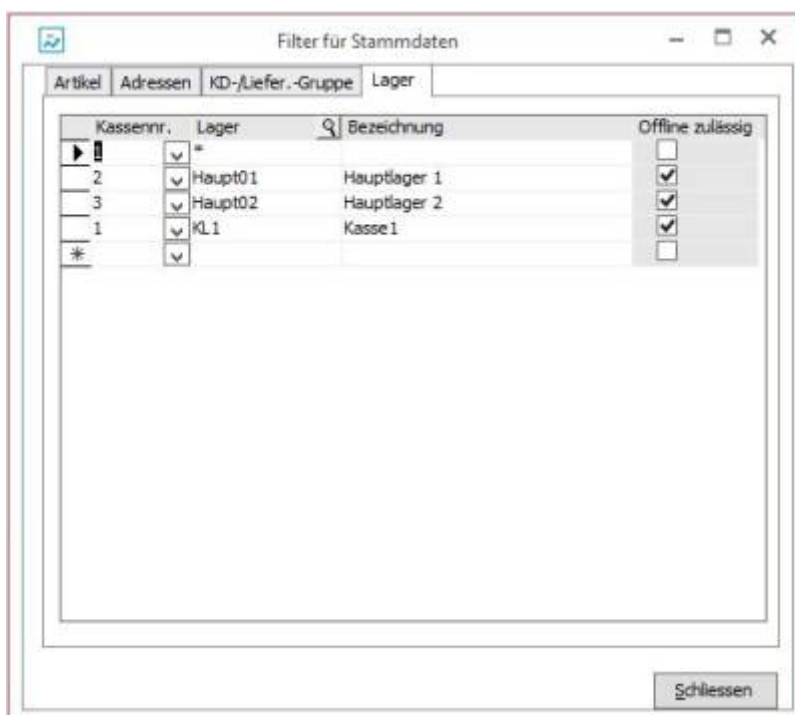 Filter für Stammdaten
Artikel Adressen KD-/Liefer.-Gruppe Lager
Kassennr. Lager Bezeichnung Offline zulässig
1 *
2 Haupt01 Hauptlager 1
3 Haupt02 Hauptlager 2
1 KL1 Kasse1
*
Schliessen